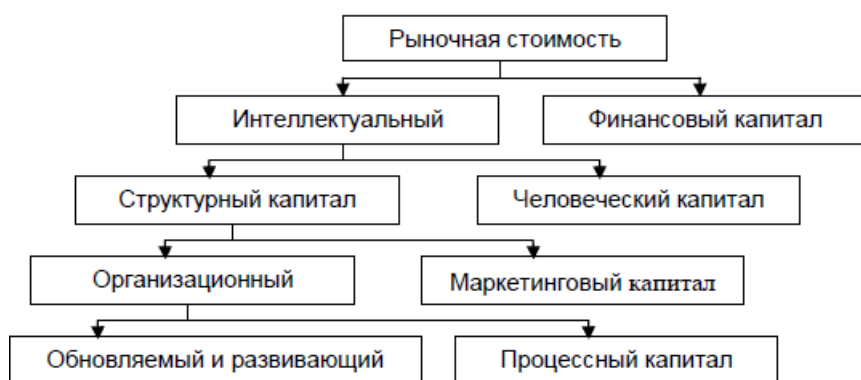 Рыночная стоимость
Интеллектуальный
Финансовый капитал
Структурный капитал
Человеческий капитал
Организационный
Маркетинговый капитал
Обновляемый и развивающий
Процессный капитал